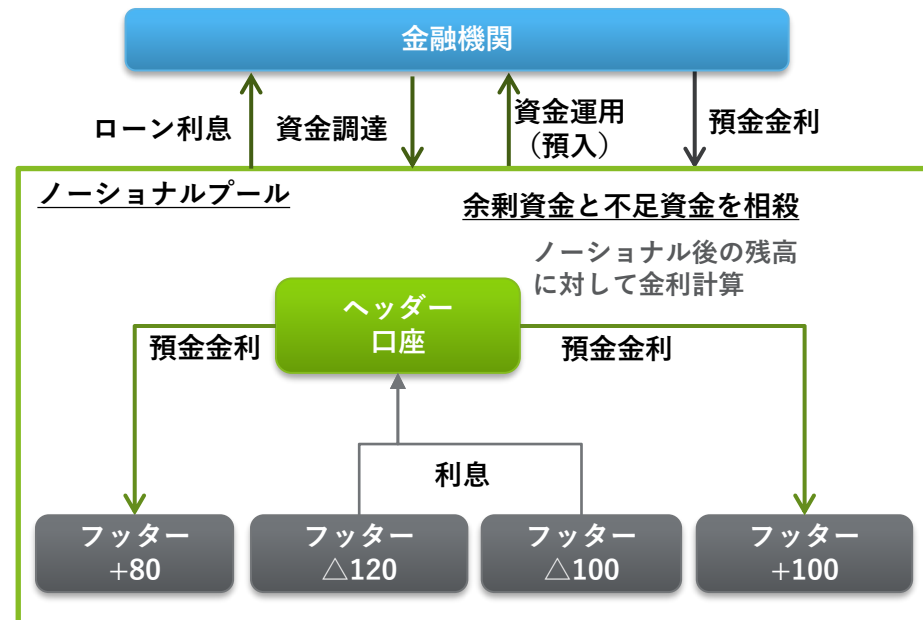 金融機関
ローン利息
資金調達
資金運用
（預入）
預金金利
ノーショナルプール
余剰資金と不足資金を相殺
ノーショナル後の残高
に対して金利計算
ヘッダー
口座
預金金利
預金金利
利息
フッター
+80
フッター
△120
フッター
△100
フッター
+100